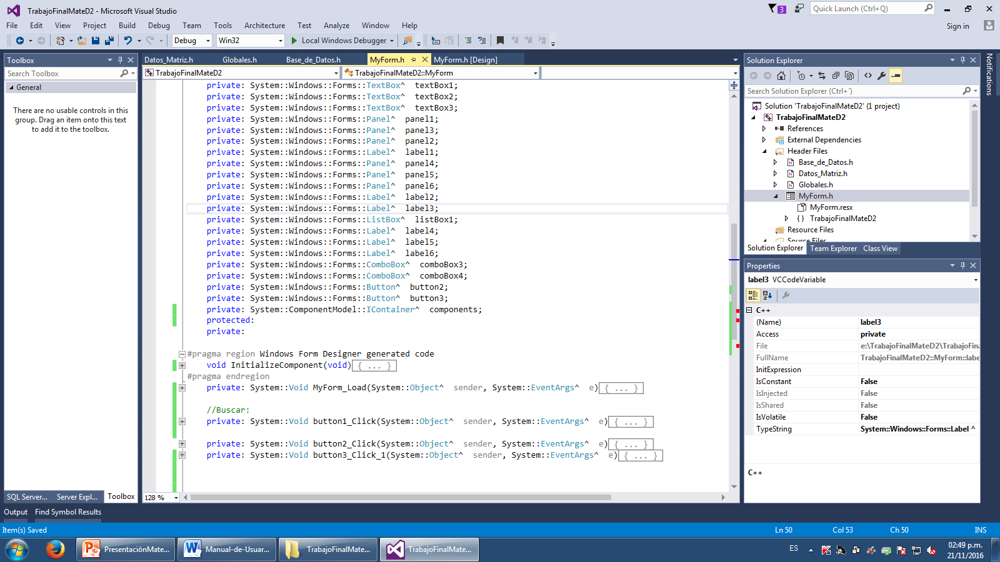 TrabajoFinalMateD2 - Microsoft Visual Studio
3
Quick Launch (Ctrl+Q)
File Edit View Project Build Debug Team Tools Architecture Test Analyze Window Help
Sign in
Debug Win32 Local Windows Debugger
Toolbox
Search Toolbox
General
There are no usable controls in this
group. Drag an item onto this text
to add it to the toolbox.
SQL Server... Server Expl... Toolbox
Datos_Matriz.h Globales.h Base_de_Datos.h MyForm.h MyForm.h [Design]
TrabajoFinalMateD2 TrabajoFinalMateD2::MyForm
private: System::Windows::Forms::TextBox^  textBox1;
private: System::Windows::Forms::TextBox^  textBox2;
private: System::Windows::Forms::TextBox^  textBox3;
private: System::Windows::Forms::Panel^  panel1;
private: System::Windows::Forms::Panel^  panel3;
private: System::Windows::Forms::Panel^  panel2;
private: System::Windows::Forms::Label^  label1;
private: System::Windows::Forms::Panel^  panel4;
private: System::Windows::Forms::Panel^  panel5;
private: System::Windows::Forms::Panel^  panel6;
private: System::Windows::Forms::Label^  label2;
private: System::Windows::Forms::Label^  label3;
private: System::Windows::Forms::ListBox^  listBox1;
private: System::Windows::Forms::Label^  label4;
private: System::Windows::Forms::Label^  label5;
private: System::Windows::Forms::Label^  label6;
private: System::Windows::Forms::ComboBox^  comboBox3;
private: System::Windows::Forms::ComboBox^  comboBox4;
private: System::Windows::Forms::Button^  button2;
private: System::Windows::Forms::Button^  button3;
private: System::ComponentModel::IContainer^  components;
protected:
private:
#pragma region Windows Form Designer generated code
void InitializeComponent(void){ ... }
#pragma endregion
private: System::Void MyForm_Load(System::Object^  sender, System::EventArgs^  e){ ... }
//Buscar:
private: System::Void button1_Click(System::Object^  sender, System::EventArgs^  e){ ... }
private: System::Void button2_Click(System::Object^  sender, System::EventArgs^  e){ ... }
private: System::Void button3_Click_1(System::Object^  sender, System::EventArgs^  e){ ... }
128 %
Solution Explorer
Search Solution Explorer (Ctrl+´)
Solution 'TrabajoFinalMateD2' (1 project)
TrabajoFinalMateD2
References
External Dependencies
Header Files
Base_de_Datos.h
Datos_Matriz.h
Globales.h
MyForm.h
MyForm.resx
{ } TrabajoFinalMateD2
Resource Files
Source Files
Solution Explorer Team Explorer Class View
Notifications
Properties
label3 VCCodeVariable
C++
(Name) label3
Access private
File e:\TrabajoFinalMateD2\TrabajoFina
FullName TrabajoFinalMateD2::MyForm::labe
InitExpression
IsConstant False
IsInjected False
IsShared False
IsVolatile False
TypeString System::Windows::Forms::Label ^
C++
Output Find Symbol Results
Item(s) Saved
Ln 50 Col 53 Ch 50 INS
PresentaciónMate... Manual-de-Usuar... TrabajoFinalMate... TrabajoFinalMate...
ES
02:49 p.m.
21/11/2016